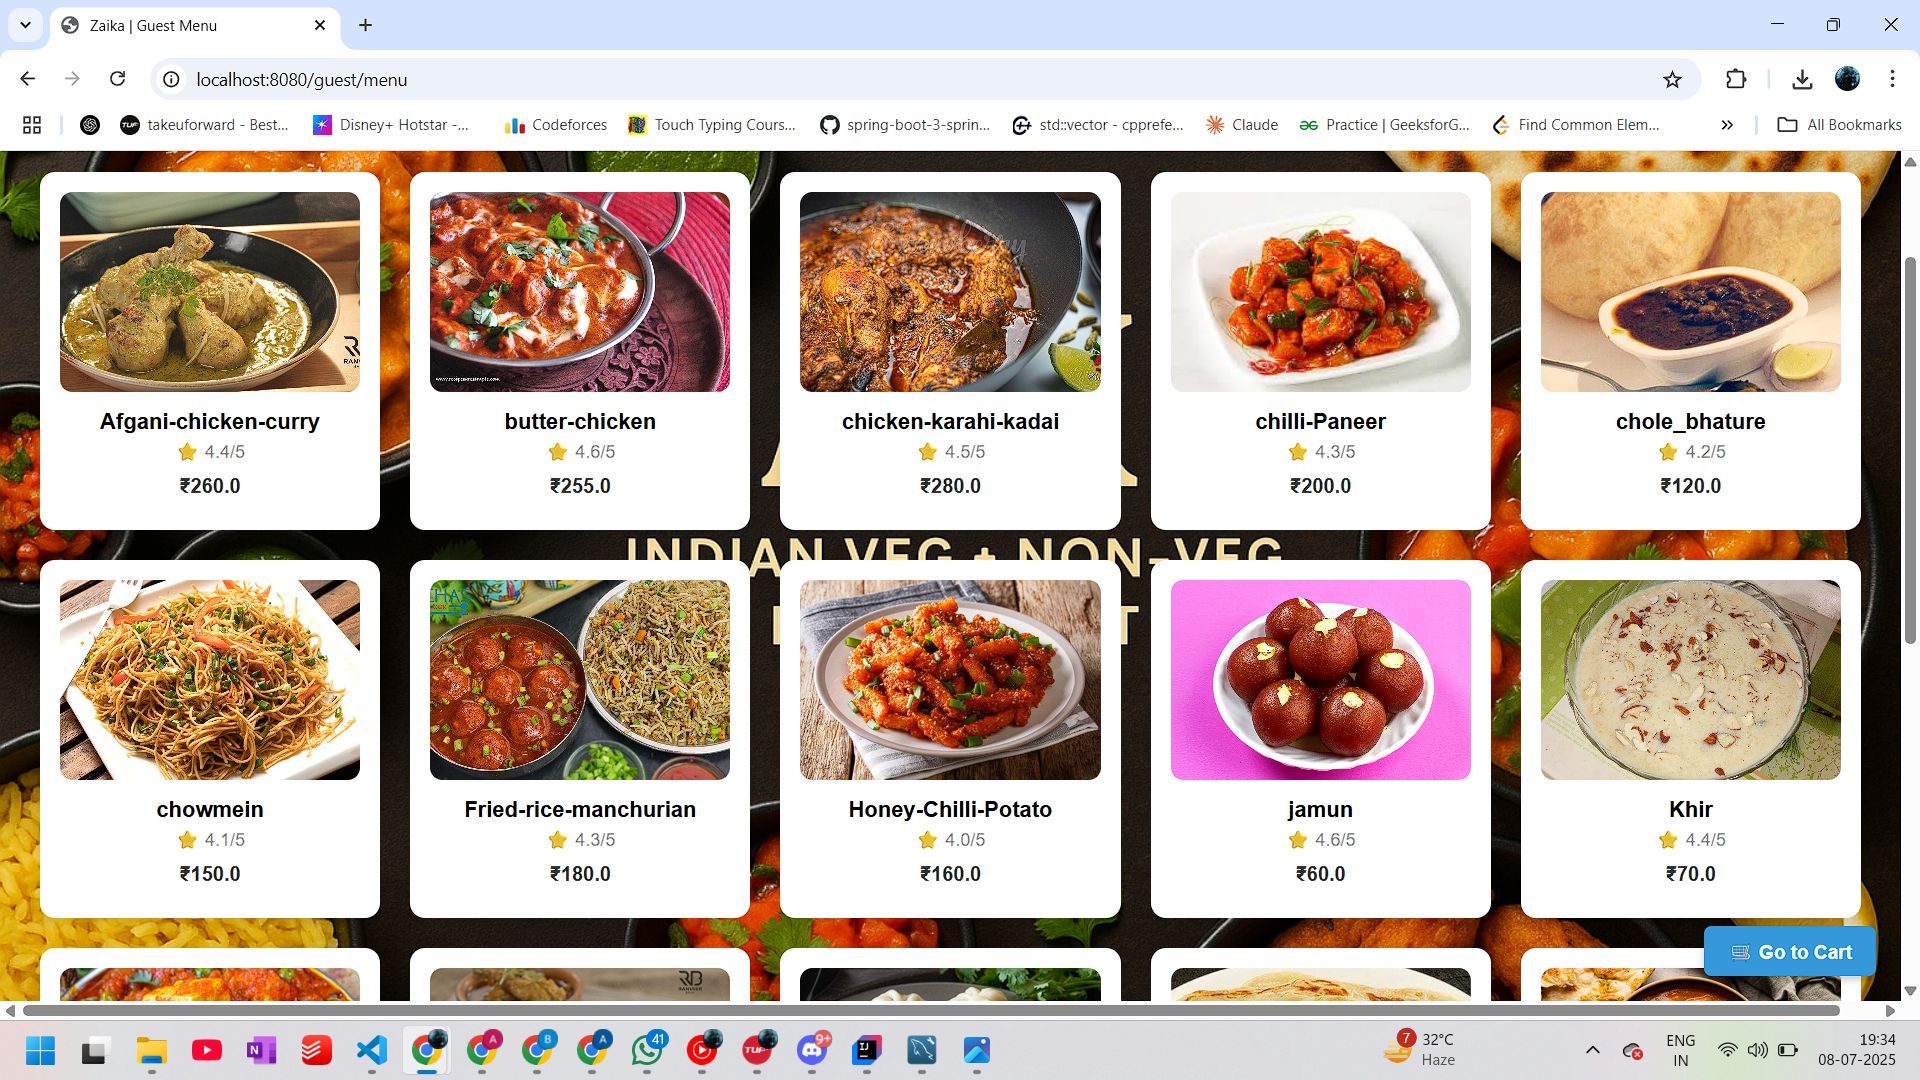 Zaika | Guest Menu
localhost:8080/guest/menu
takeuforward - Best...
Disney+ Hotstar -...
Codeforces
Touch Typing Cours...
spring-boot-3-sprin...
std::vector - cpprefe...
Claude
Practice | GeeksforG...
Find Common Elem...
All Bookmarks
Afgani-chicken-curry
4.4/5
₹260.0
butter-chicken
4.6/5
₹255.0
chicken-karahi-kadai
4.5/5
₹280.0
chilli-Paneer
4.3/5
₹200.0
chole_bhature
4.2/5
₹120.0
INDIAN VEG + NON-VEG
chowmein
4.1/5
₹150.0
Fried-rice-manchurian
4.3/5
₹180.0
Honey-Chilli-Potato
4.0/5
₹160.0
jamun
4.6/5
₹60.0
Khir
4.4/5
₹70.0
Go to Cart
41
9+
7
32°C
Haze
ENG
IN
19:34
08-07-2025